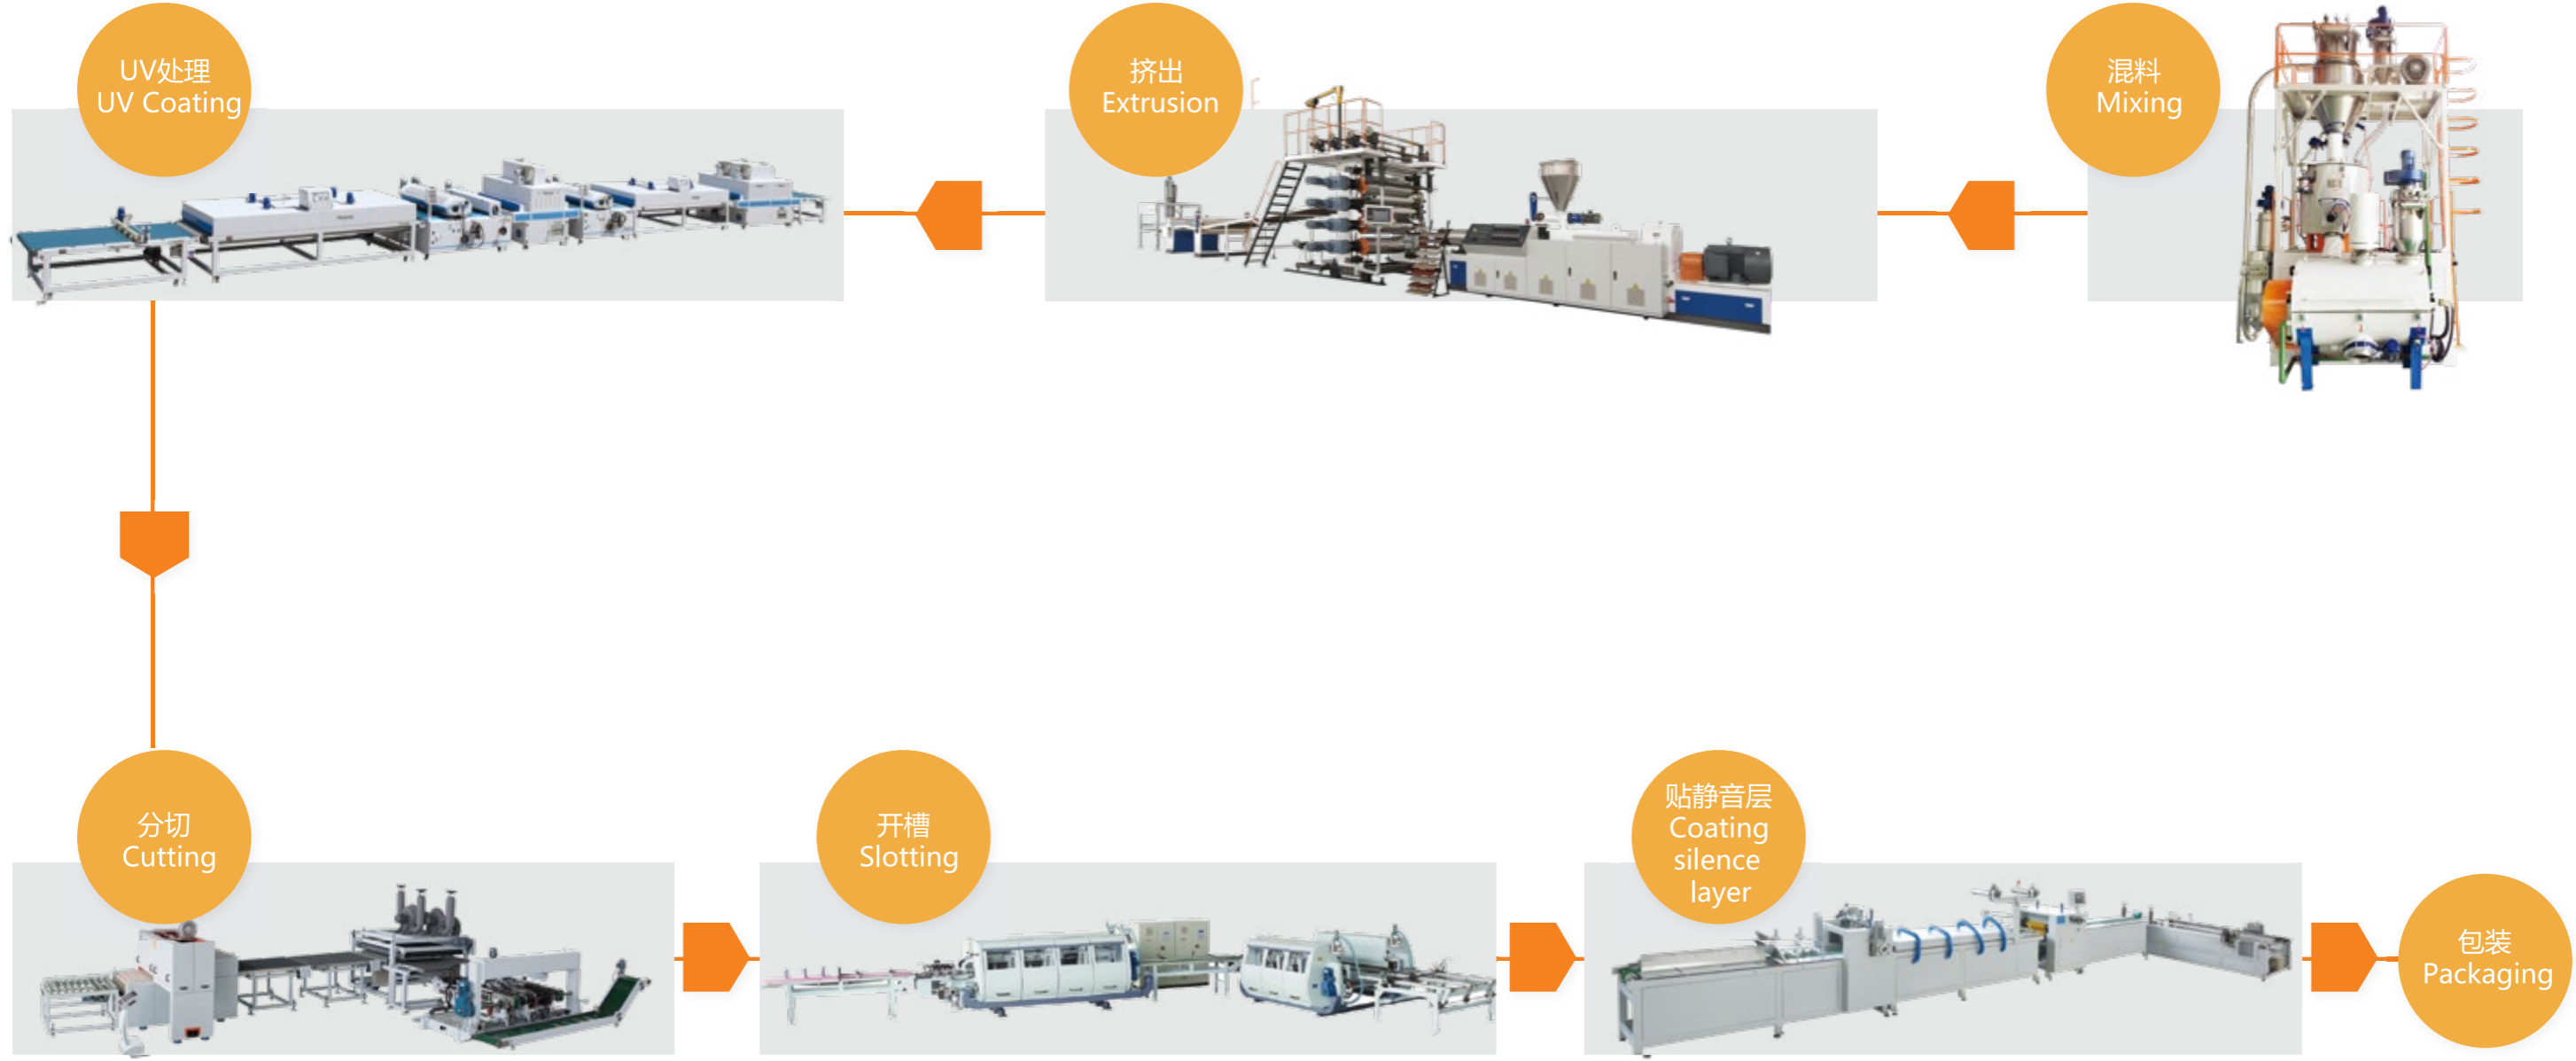 UV处理
UV Coating
挤出
Extrusion
混料
Mixing
分切
Cutting
开槽
Slotting
贴静音层
Coating
silence
layer
包装
Packaging